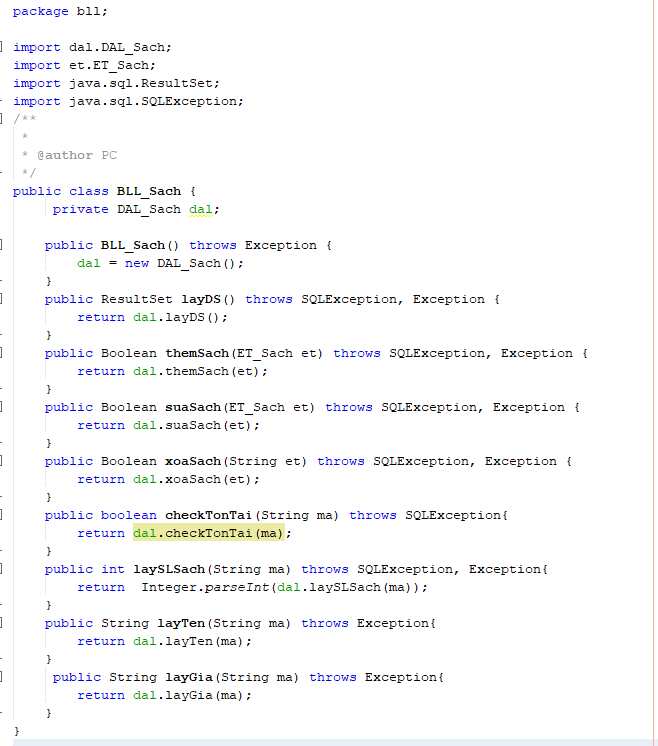 package bll;
import dal.DAL_Sach;
import et.ET_Sach;
import java.sql.ResultSet;
import java.sql.SQLException;
/**
 *
 * @author PC
 */
public class BLL_Sach {
     private DAL_Sach dal;
    public BLL_Sach() throws Exception {
        dal = new DAL_Sach();
    }
    public ResultSet layDS() throws SQLException, Exception {
        return dal.layDS();
    }
    public Boolean themSach(ET_Sach et) throws SQLException, Exception {
        return dal.themSach(et);
    }
    public Boolean suaSach(ET_Sach et) throws SQLException, Exception {
        return dal.suaSach(et);
    }
    public Boolean xoaSach(String et) throws SQLException, Exception {
        return dal.xoaSach(et);
    }
    public boolean checkTonTai(String ma) throws SQLException{
        return dal.checkTonTai(ma);
    }
    public int laySLSach(String ma) throws SQLException, Exception{
        return  Integer.parseInt(dal.laySLSach(ma));
    }
    public String layTen(String ma) throws Exception{
        return dal.layTen(ma);
    }
     public String layGia(String ma) throws Exception{
        return dal.layGia(ma);
    }
}